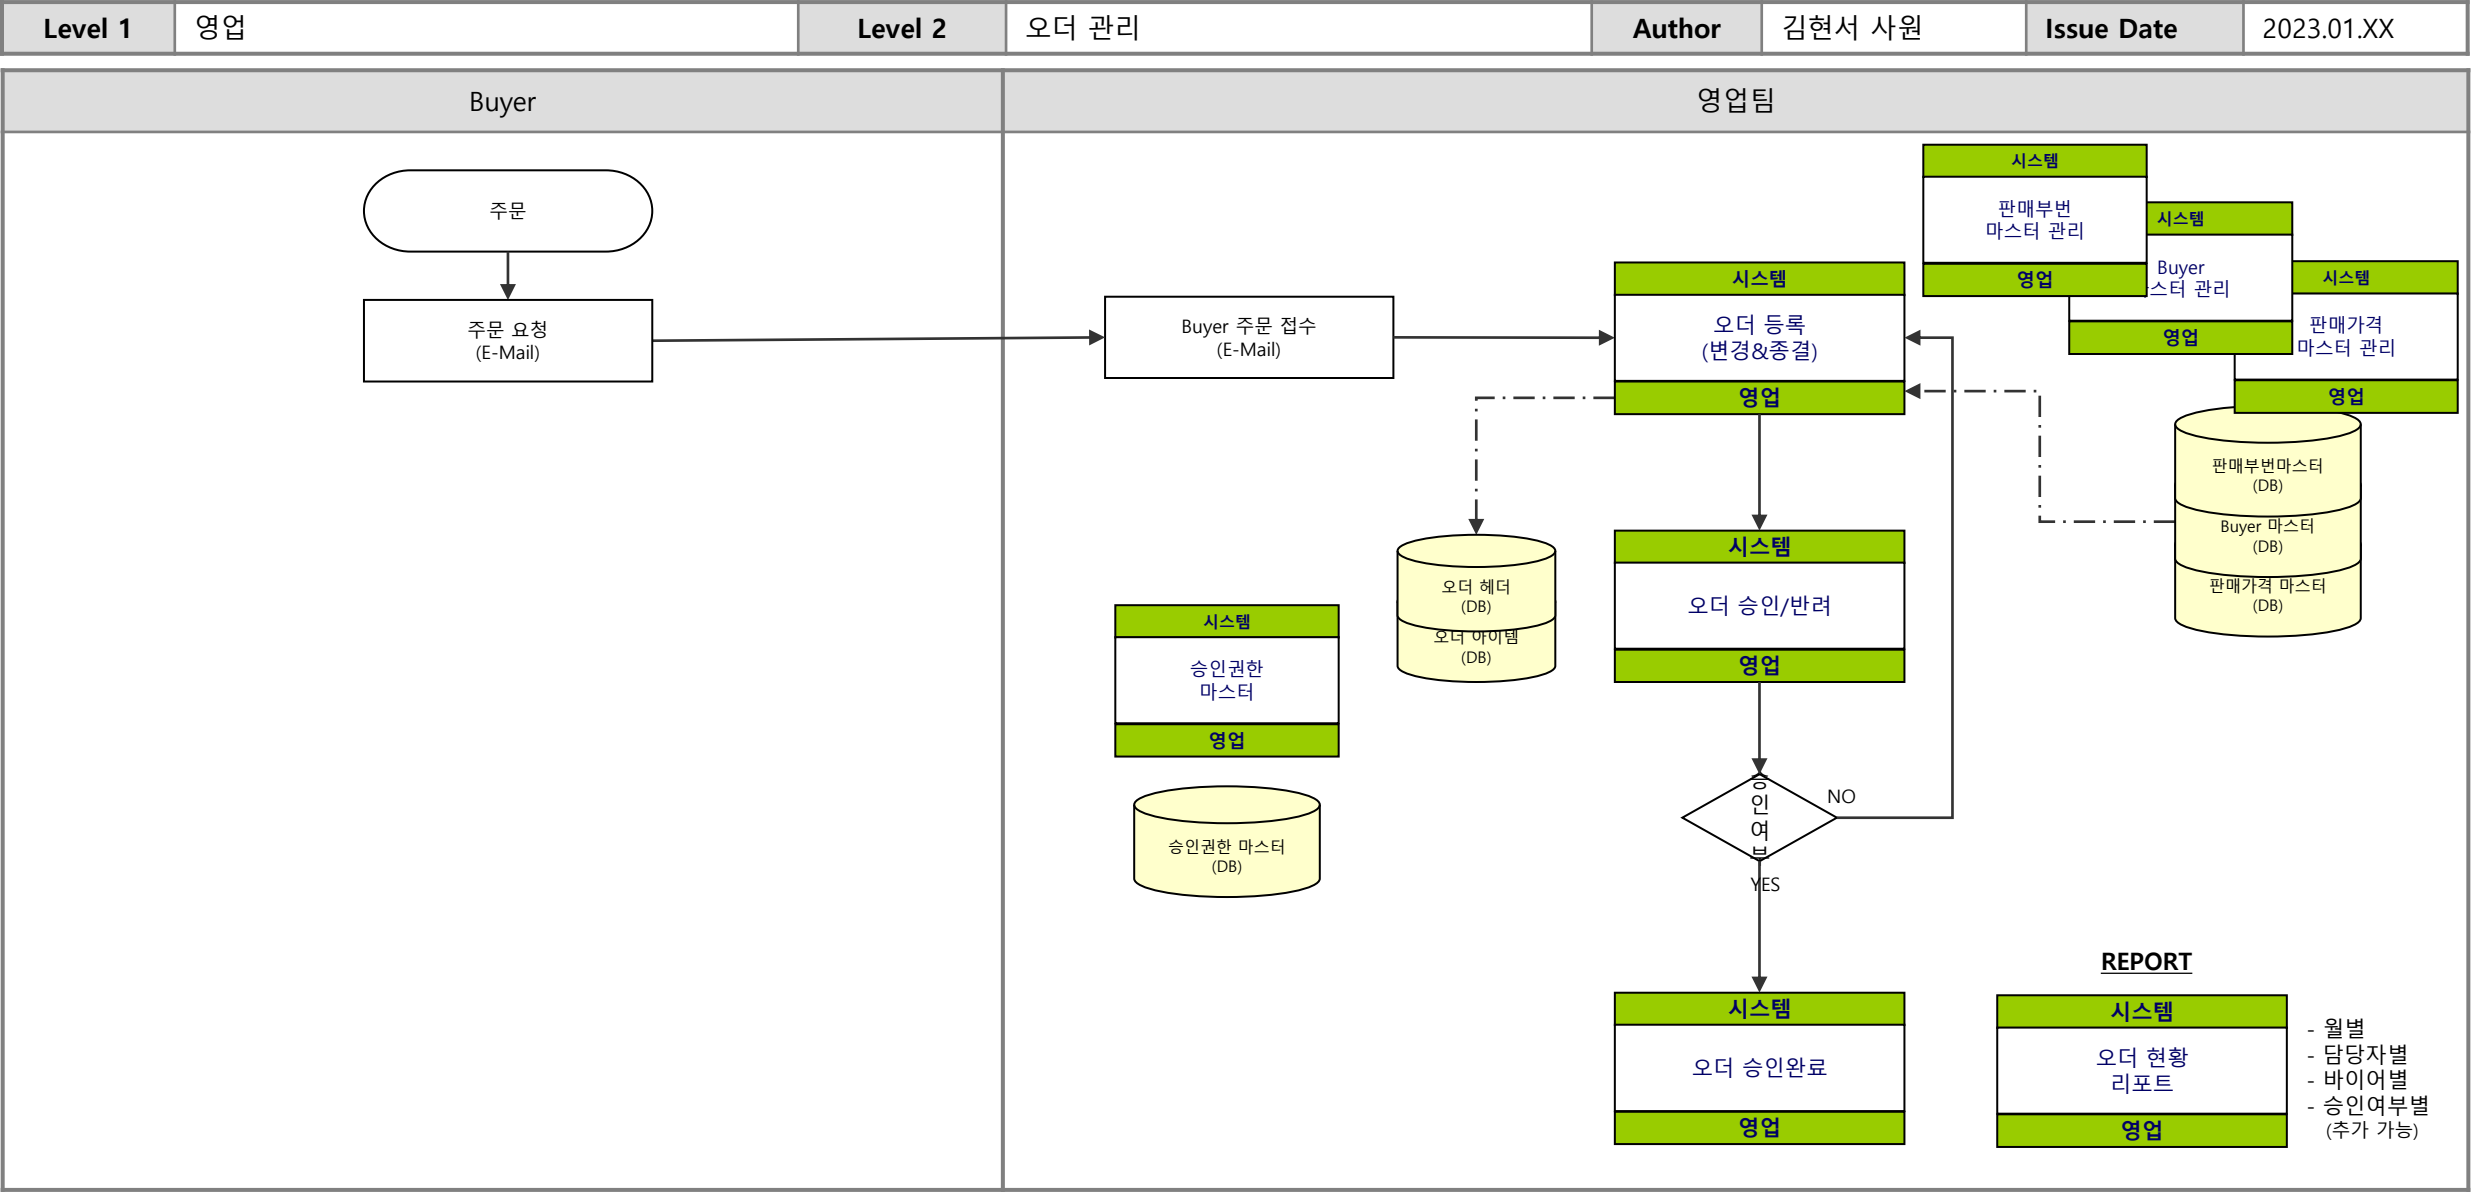 Level 1
영업
Level 2
오더 관리
Author
김현서 사원
Issue Date
2023.01.XX
Buyer
영업팀
주문
주문 요청
(E-Mail)
Buyer 주문 접수
(E-Mail)
시스템
오더 등록
(변경&종결)
영업
시스템
판매부번
마스터 관리
영업
시스템
Buyer
스터 관리
영업
시스템
판매가격
마스터 관리
영업
판매부번마스터
(DB)
Buyer 마스터
(DB)
판매가격 마스터
(DB)
오더 헤더
(DB)
오더 아이템
(DB)
시스템
오더 승인/반려
영업
시스템
승인권한
마스터
영업
승인권한 마스터
(DB)
승
인
여
부
NO
YES
시스템
오더 승인완료
영업
REPORT
시스템
오더 현황
리포트
영업
- 월별
- 담당자별
- 바이어별
- 승인여부별
(추가 가능)